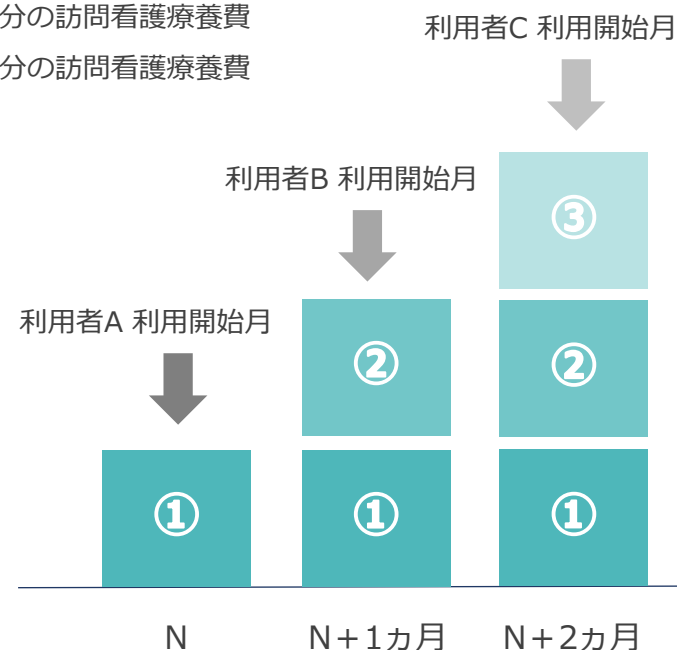 分の訪問看護療養費
利用者C 利用開始月
分の訪問看護療養費
利用者B 利用開始月
③
利用者A 利用開始月
② ②
① ① ①
N N+1ヵ月 N+2ヵ月